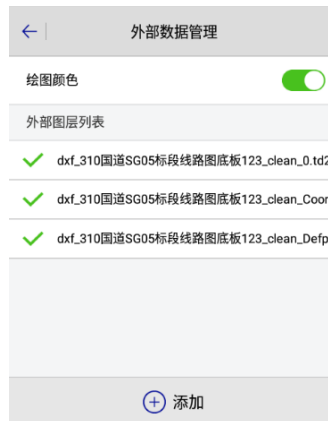 外部数据管理
绘图颜色
外部图层列表
dxf_310国道SG05标段线路图底板123_clean_0.td2
dxf_310国道SG05标段线路图底板123_clean_Coor
dxf_310国道SG05标段线路图底板123_clean_Defp
添加